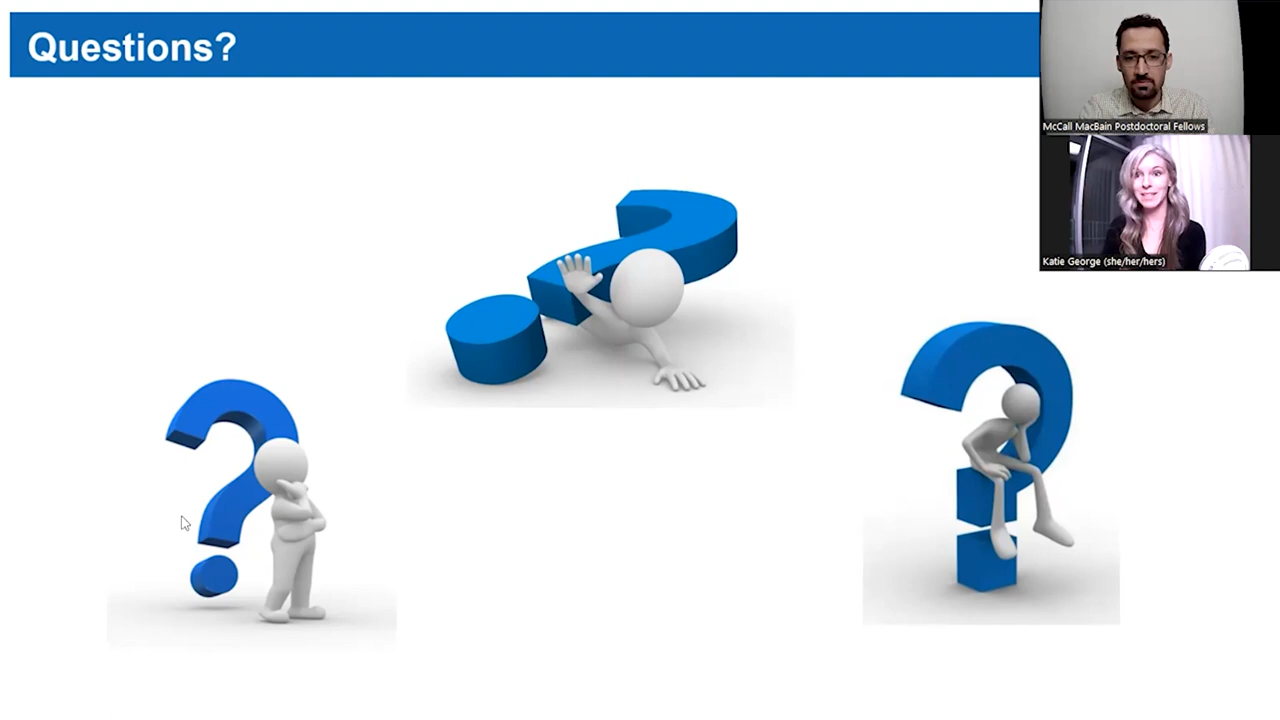 Questions?
McCall MacBain Postdoctoral Fellows
Katie George (she/her/hers)